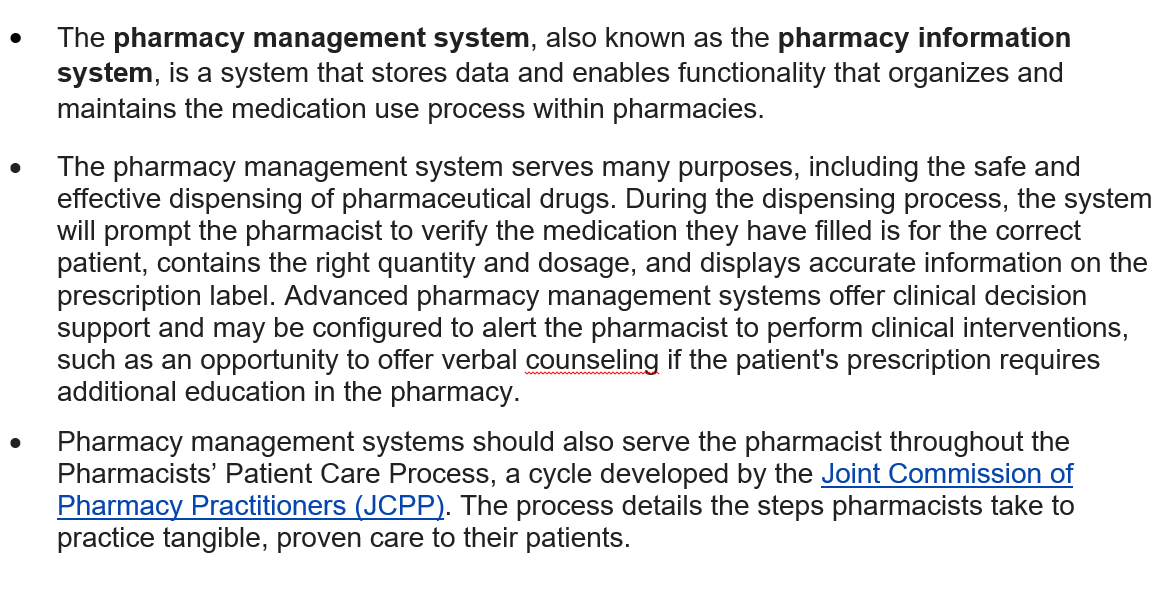 • The pharmacy management system, also known as the pharmacy information
system, is a system that stores data and enables functionality that organizes and
maintains the medication use process within pharmacies.
• The pharmacy management system serves many purposes, including the safe and
effective dispensing of pharmaceutical drugs. During the dispensing process, the system
will prompt the pharmacist to verify the medication they have filled is for the correct
patient, contains the right quantity and dosage, and displays accurate information on the
prescription label. Advanced pharmacy management systems offer clinical decision
support and may be configured to alert the pharmacist to perform clinical interventions,
such as an opportunity to offer verbal counseling if the patient's prescription requires
additional education in the pharmacy.
• Pharmacy management systems should also serve the pharmacist throughout the
Pharmacists’ Patient Care Process, a cycle developed by the Joint Commission of
Pharmacy Practitioners (JCPP). The process details the steps pharmacists take to
practice tangible, proven care to their patients.